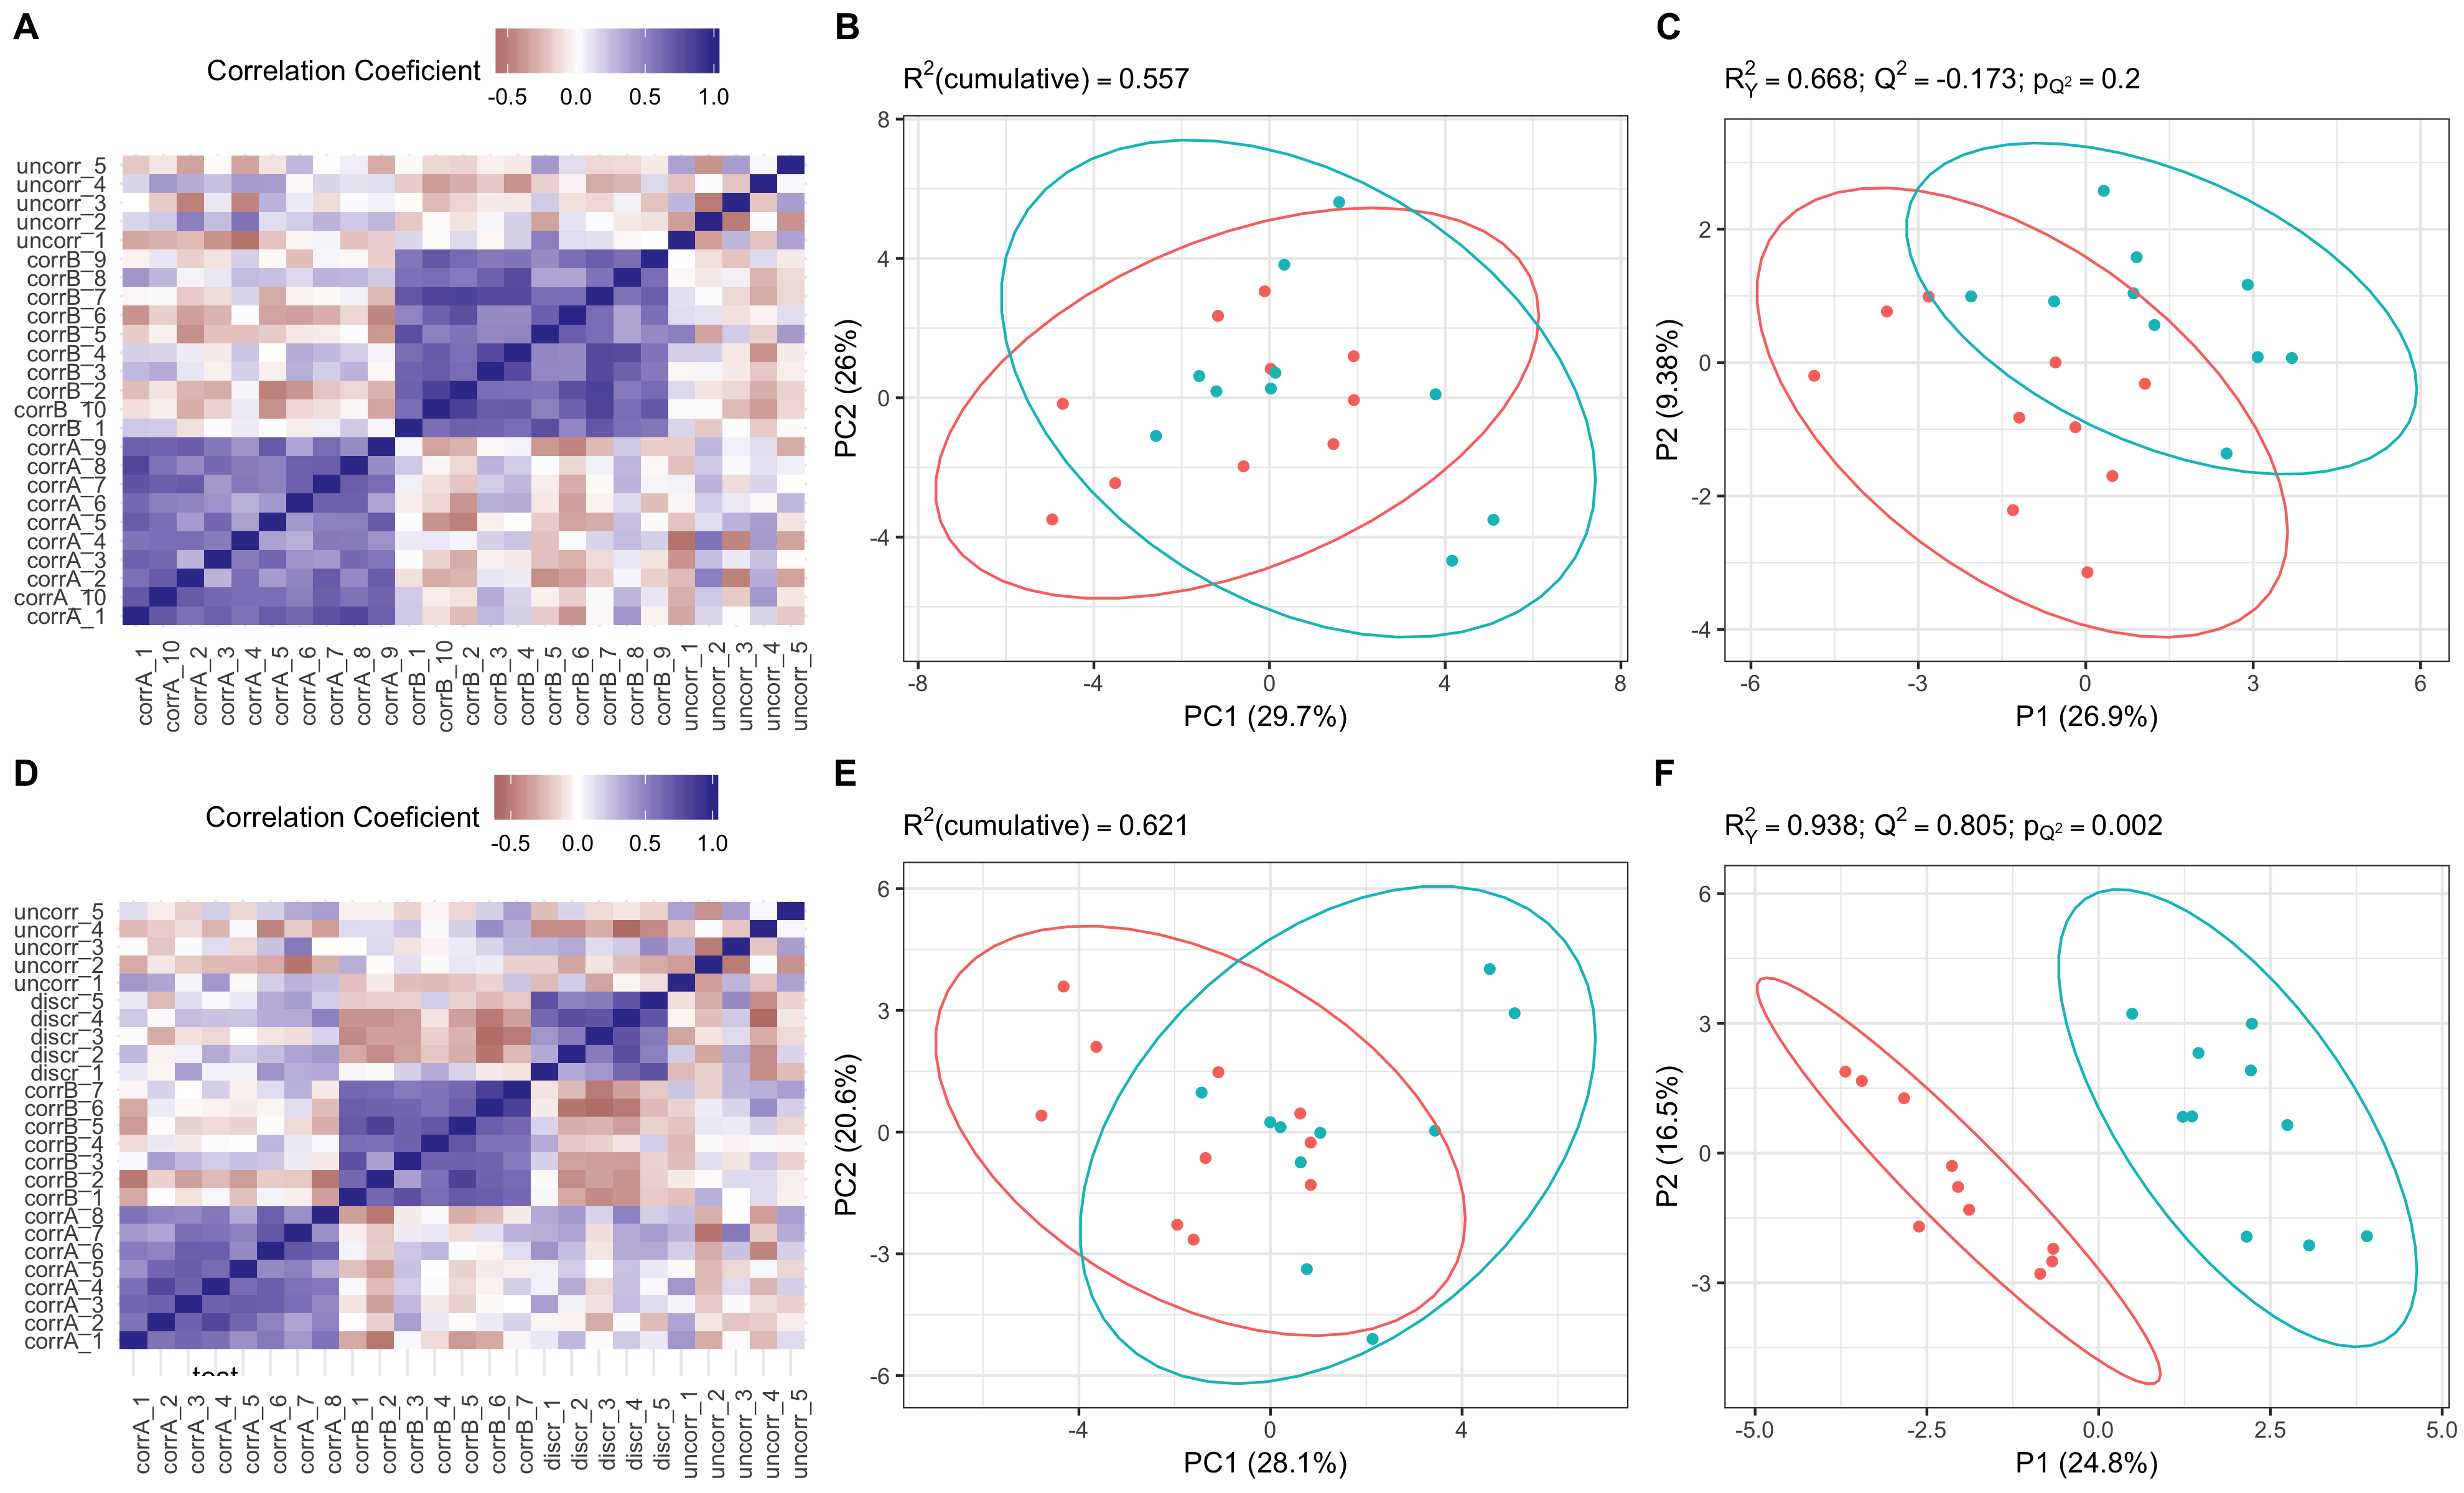 A
Correlation Coeficient
-0.5 0.0 0.5 1.0
uncorr_5
uncorr_4
uncorr_3
uncorr_2
uncorr_1
corrB_9
corrB_8
corrB_7
corrB_6
corrB_5
corrB_4
corrB_3
corrB_2
corrB_10
corrB_1
corrA_9
corrA_8
corrA_7
corrA_6
corrA_5
corrA_4
corrA_3
corrA_2
corrA_10
corrA_1
corrA_1
corrA_10
corrA_2
corrA_3
corrA_4
corrA_5
corrA_6
corrA_7
corrA_8
corrA_9
corrB_1
corrB_10
corrB_2
corrB_3
corrB_4
corrB_5
corrB_6
corrB_7
corrB_8
corrB_9
uncorr_1
uncorr_2
uncorr_3
uncorr_4
uncorr_5
B
R²(cumulative) = 0.557
8
4
0
-4
PC2 (26%)
-8 -4 0 4 8
PC1 (29.7%)
C
R²Y = 0.668; Q² = -0.173; pQ² = 0.2
2
0
-2
-4
P2 (9.38%)
-6 -3 0 3 6
P1 (26.9%)
D
Correlation Coeficient
-0.5 0.0 0.5 1.0
uncorr_5
uncorr_4
uncorr_3
uncorr_2
uncorr_1
discr_5
discr_4
discr_3
discr_2
discr_1
corrB_7
corrB_6
corrB_5
corrB_4
corrB_3
corrB_2
corrB_1
corrA_8
corrA_7
corrA_6
corrA_5
corrA_4
corrA_3
corrA_2
corrA_1
corrA_1
corrA_2
corrA_3
corrA_4
corrA_5
corrA_6
corrA_7
corrA_8
corrB_1
corrB_2
corrB_3
corrB_4
corrB_5
corrB_6
corrB_7
discr_1
discr_2
discr_3
discr_4
discr_5
uncorr_1
uncorr_2
uncorr_3
uncorr_4
uncorr_5
E
R²(cumulative) = 0.621
6
3
0
-3
-6
PC2 (20.6%)
-4 0 4
PC1 (28.1%)
F
R²Y = 0.938; Q² = 0.805; pQ² = 0.002
6
3
0
-3
P2 (16.5%)
-5.0 -2.5 0.0 2.5 5.0
P1 (24.8%)